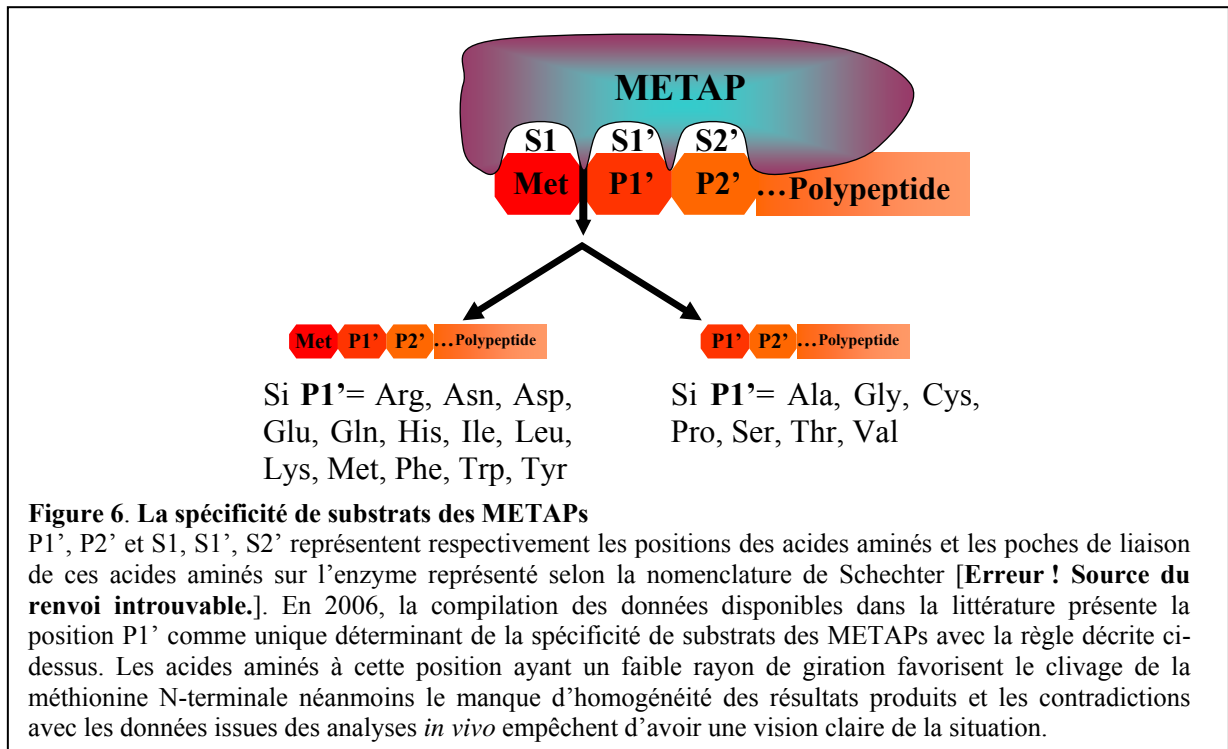 METAP
S1 S1’ S2’
Met P1’ P2’ …Polypeptide
Met P1’ P2’ …Polypeptide
P1’ P2’ …Polypeptide
Si P1’= Arg, Asn, Asp,
Glu, Gln, His, Ile, Leu,
Lys, Met, Phe, Trp, Tyr
Si P1’= Ala, Gly, Cys,
Pro, Ser, Thr, Val
Figure 6. La spécificité de substrats des METAPs
P1’, P2’ et S1, S1’, S2’ représentent respectivement les positions des acides aminés et les poches de liaison
de ces acides aminés sur l’enzyme représenté selon la nomenclature de Schechter [Erreur ! Source du
renvoi introuvable.]. En 2006, la compilation des données disponibles dans la littérature présente la
position P1’ comme unique déterminant de la spécificité de substrats des METAPs avec la règle décrite ci-
dessus. Les acides aminés à cette position ayant un faible rayon de giration favorisent le clivage de la
méthionine N-terminale néanmoins le manque d’homogénéité des résultats produits et les contradictions
avec les données issues des analyses in vivo empêchent d’avoir une vision claire de la situation.